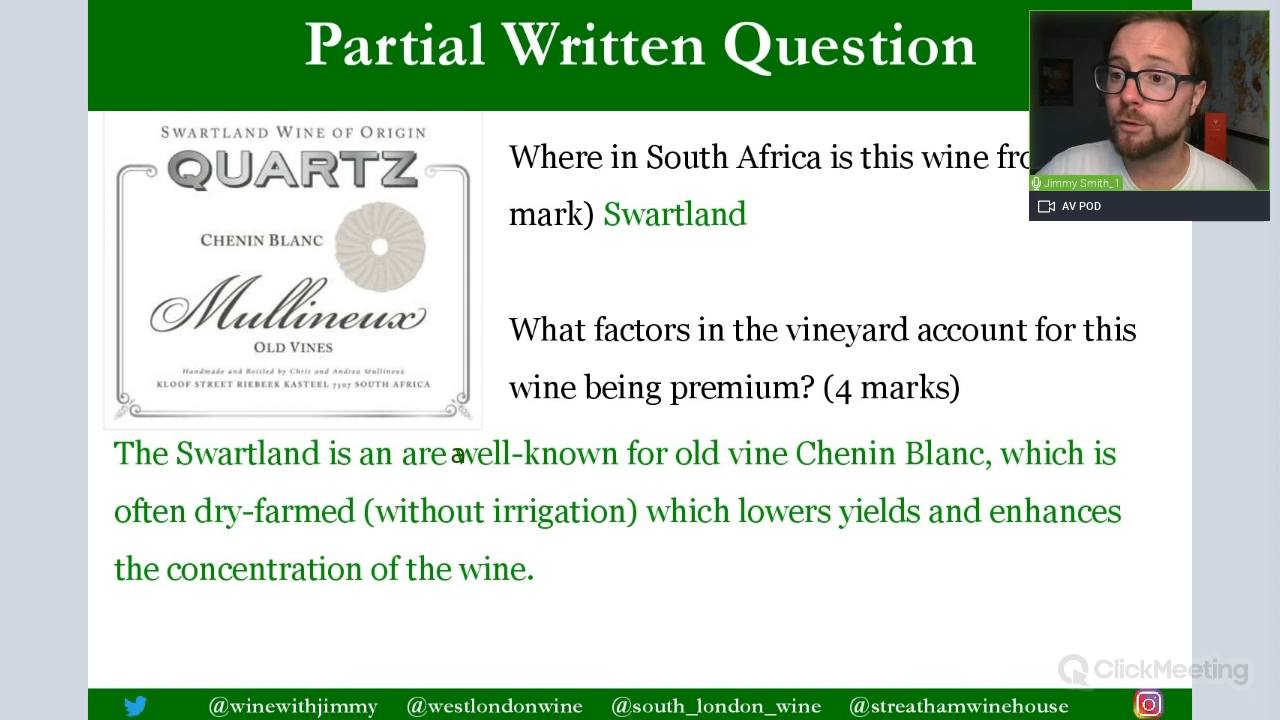 Partial Written Question
SWARTLAND WINE OF ORIGIN
QUARTZ
CHENIN BLANC
Mullineux
OLD VINES
Handmade and Bottled by Chris and Andrea Mullineux
KLOOF STREET RIEBEEK KASTEEL 7307 SOUTH AFRICA
Where in South Africa is this wine fro
mark) Swartland
What factors in the vineyard account for this
wine being premium? (4 marks)
The Swartland is an are a well-known for old vine Chenin Blanc, which is
often dry-farmed (without irrigation) which lowers yields and enhances
the concentration of the wine.
Jimmy Smith_1
AV POD
ClickMeeting
@winewithjimmy @westlondonwine @south_london_wine @streathamwinehouse